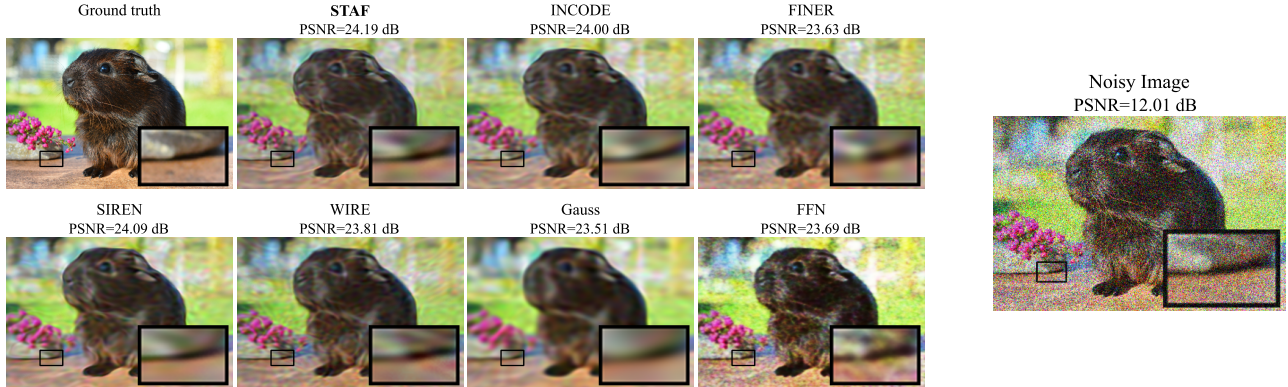 Ground truth
STAF
PSNR=24.19 dB
INCODE
PSNR=24.00 dB
FINER
PSNR=23.63 dB
Noisy Image
PSNR=12.01 dB
SIREN
PSNR=24.09 dB
WIRE
PSNR=23.81 dB
Gauss
PSNR=23.51 dB
FFN
PSNR=23.69 dB